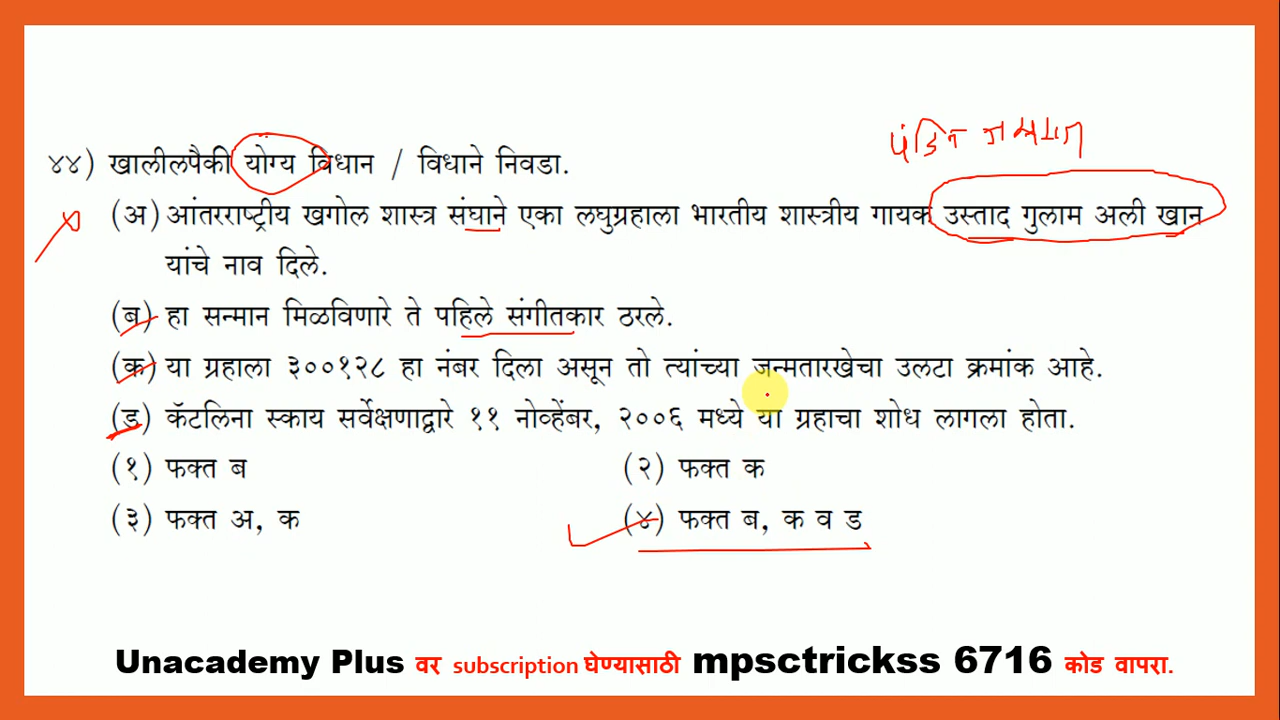 पंडित जसराज
४४) खालीलपैकी योग्य विधान / विधाने निवडा.
(अ) आंतरराष्ट्रीय खगोल शास्त्र संघाने एका लघुग्रहाला भारतीय शास्त्रीय गायक उस्ताद गुलाम अली खान
यांचे नाव दिले.
(ब) हा सन्मान मिळविणारे ते पहिले संगीतकार ठरले.
(क) या ग्रहाला ३००१२८ हा नंबर दिला असून तो त्यांच्या जन्मतारखेचा उलटा क्रमांक आहे.
(ड) कॅटलिना स्काय सर्वेक्षणाद्वारे ११ नोव्हेंबर, २००६ मध्ये या ग्रहाचा शोध लागला होता.
(१) फक्त ब (२) फक्त क
(३) फक्त अ, क (४) फक्त ब, क व ड
Unacademy Plus वर subscription घेण्यासाठी mpsctrickss 6716 कोड वापरा.